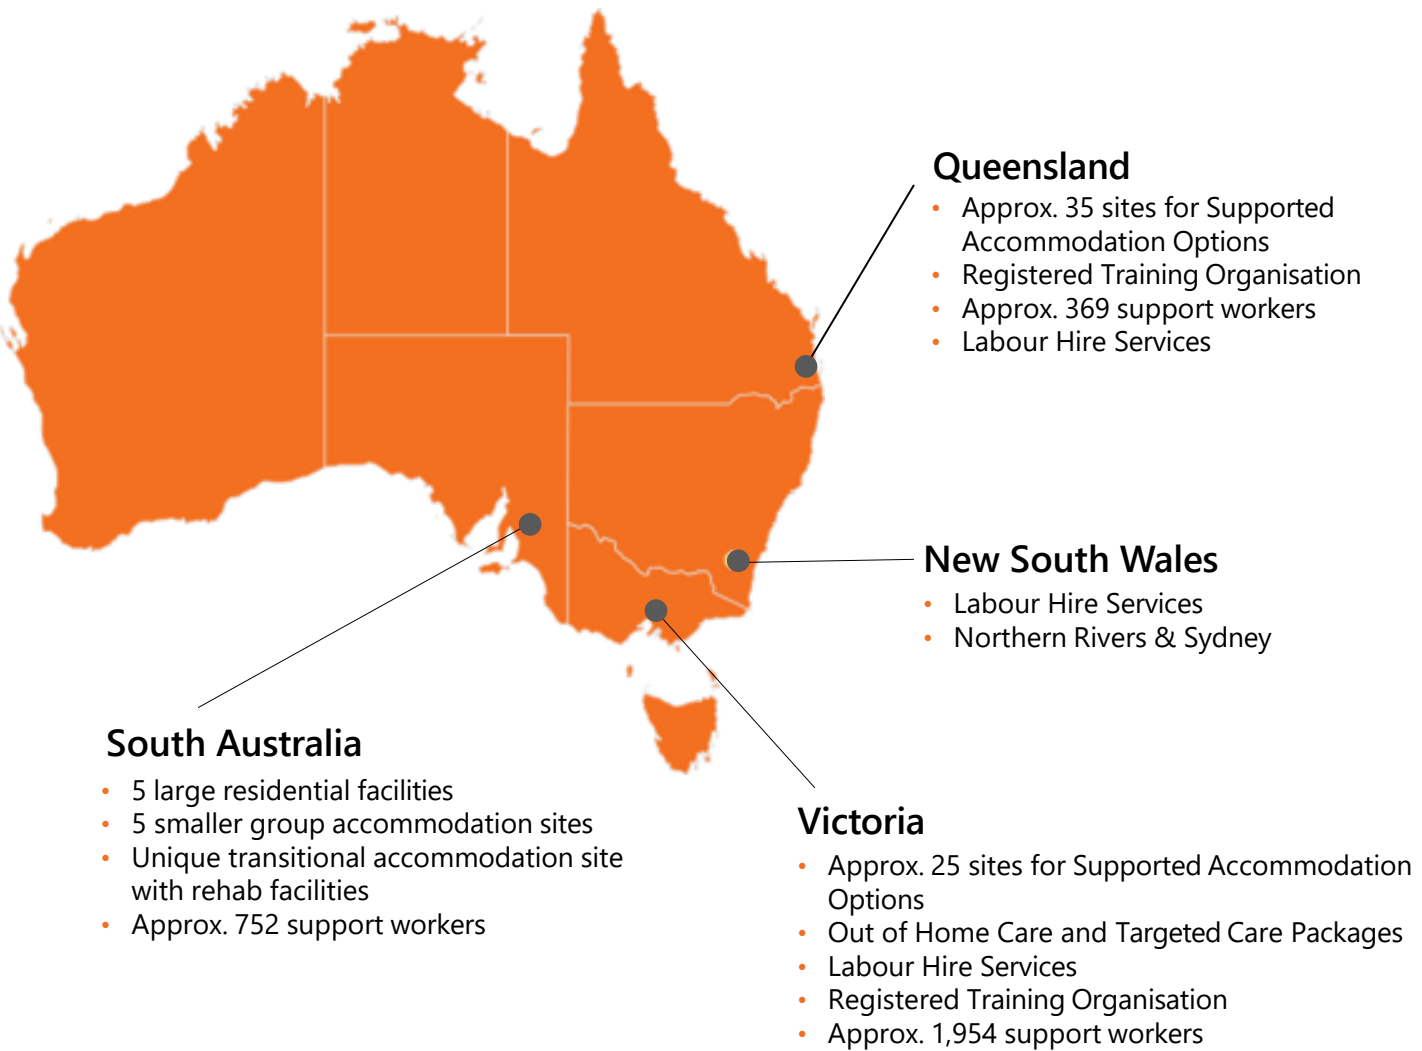 Queensland
• Approx. 35 sites for Supported
Accommodation Options
• Registered Training Organisation
• Approx. 369 support workers
• Labour Hire Services
New South Wales
• Labour Hire Services
• Northern Rivers & Sydney
South Australia
• 5 large residential facilities
• 5 smaller group accommodation sites
• Unique transitional accommodation site
with rehab facilities
• Approx. 752 support workers
Victoria
• Approx. 25 sites for Supported Accommodation
Options
• Out of Home Care and Targeted Care Packages
• Labour Hire Services
• Registered Training Organisation
• Approx. 1,954 support workers